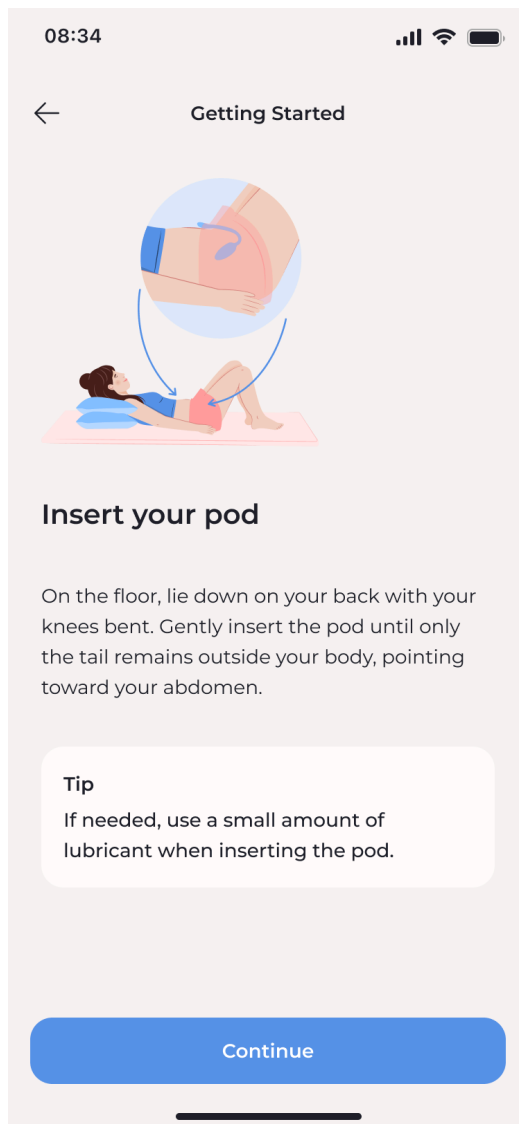 08:34
Getting Started
Insert your pod
On the floor, lie down on your back with your
knees bent. Gently insert the pod until only
the tail remains outside your body, pointing
toward your abdomen.
Tip
If needed, use a small amount of
lubricant when inserting the pod.
Continue